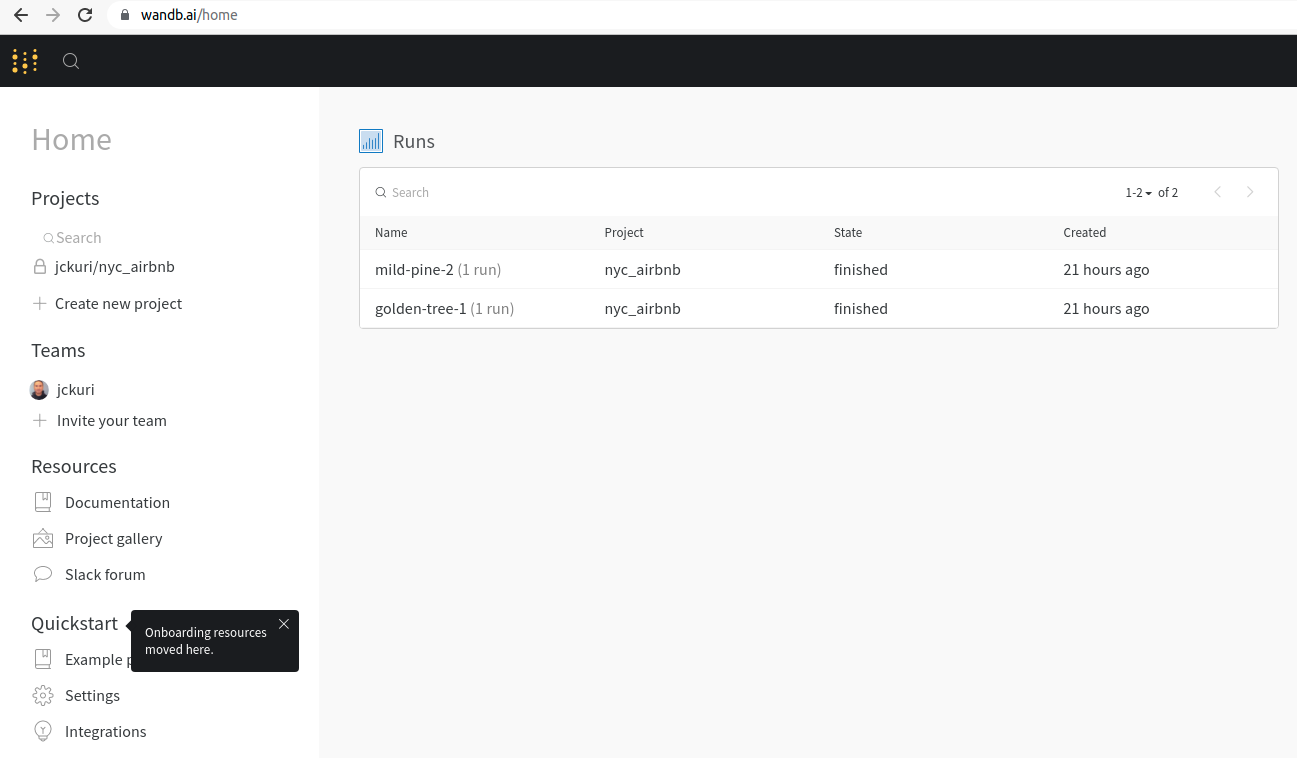 wandb.ai/home
Home
Projects
Search
jckuri/nyc_airbnb
Create new project
Teams
jckuri
Invite your team
Resources
Documentation
Project gallery
Slack forum
Quickstart
Onboarding resources
moved here.
Example p
Settings
Integrations
Runs
Search
1-2 of 2
Name Project State Created
mild-pine-2 (1 run) nyc_airbnb finished 21 hours ago
golden-tree-1 (1 run) nyc_airbnb finished 21 hours ago